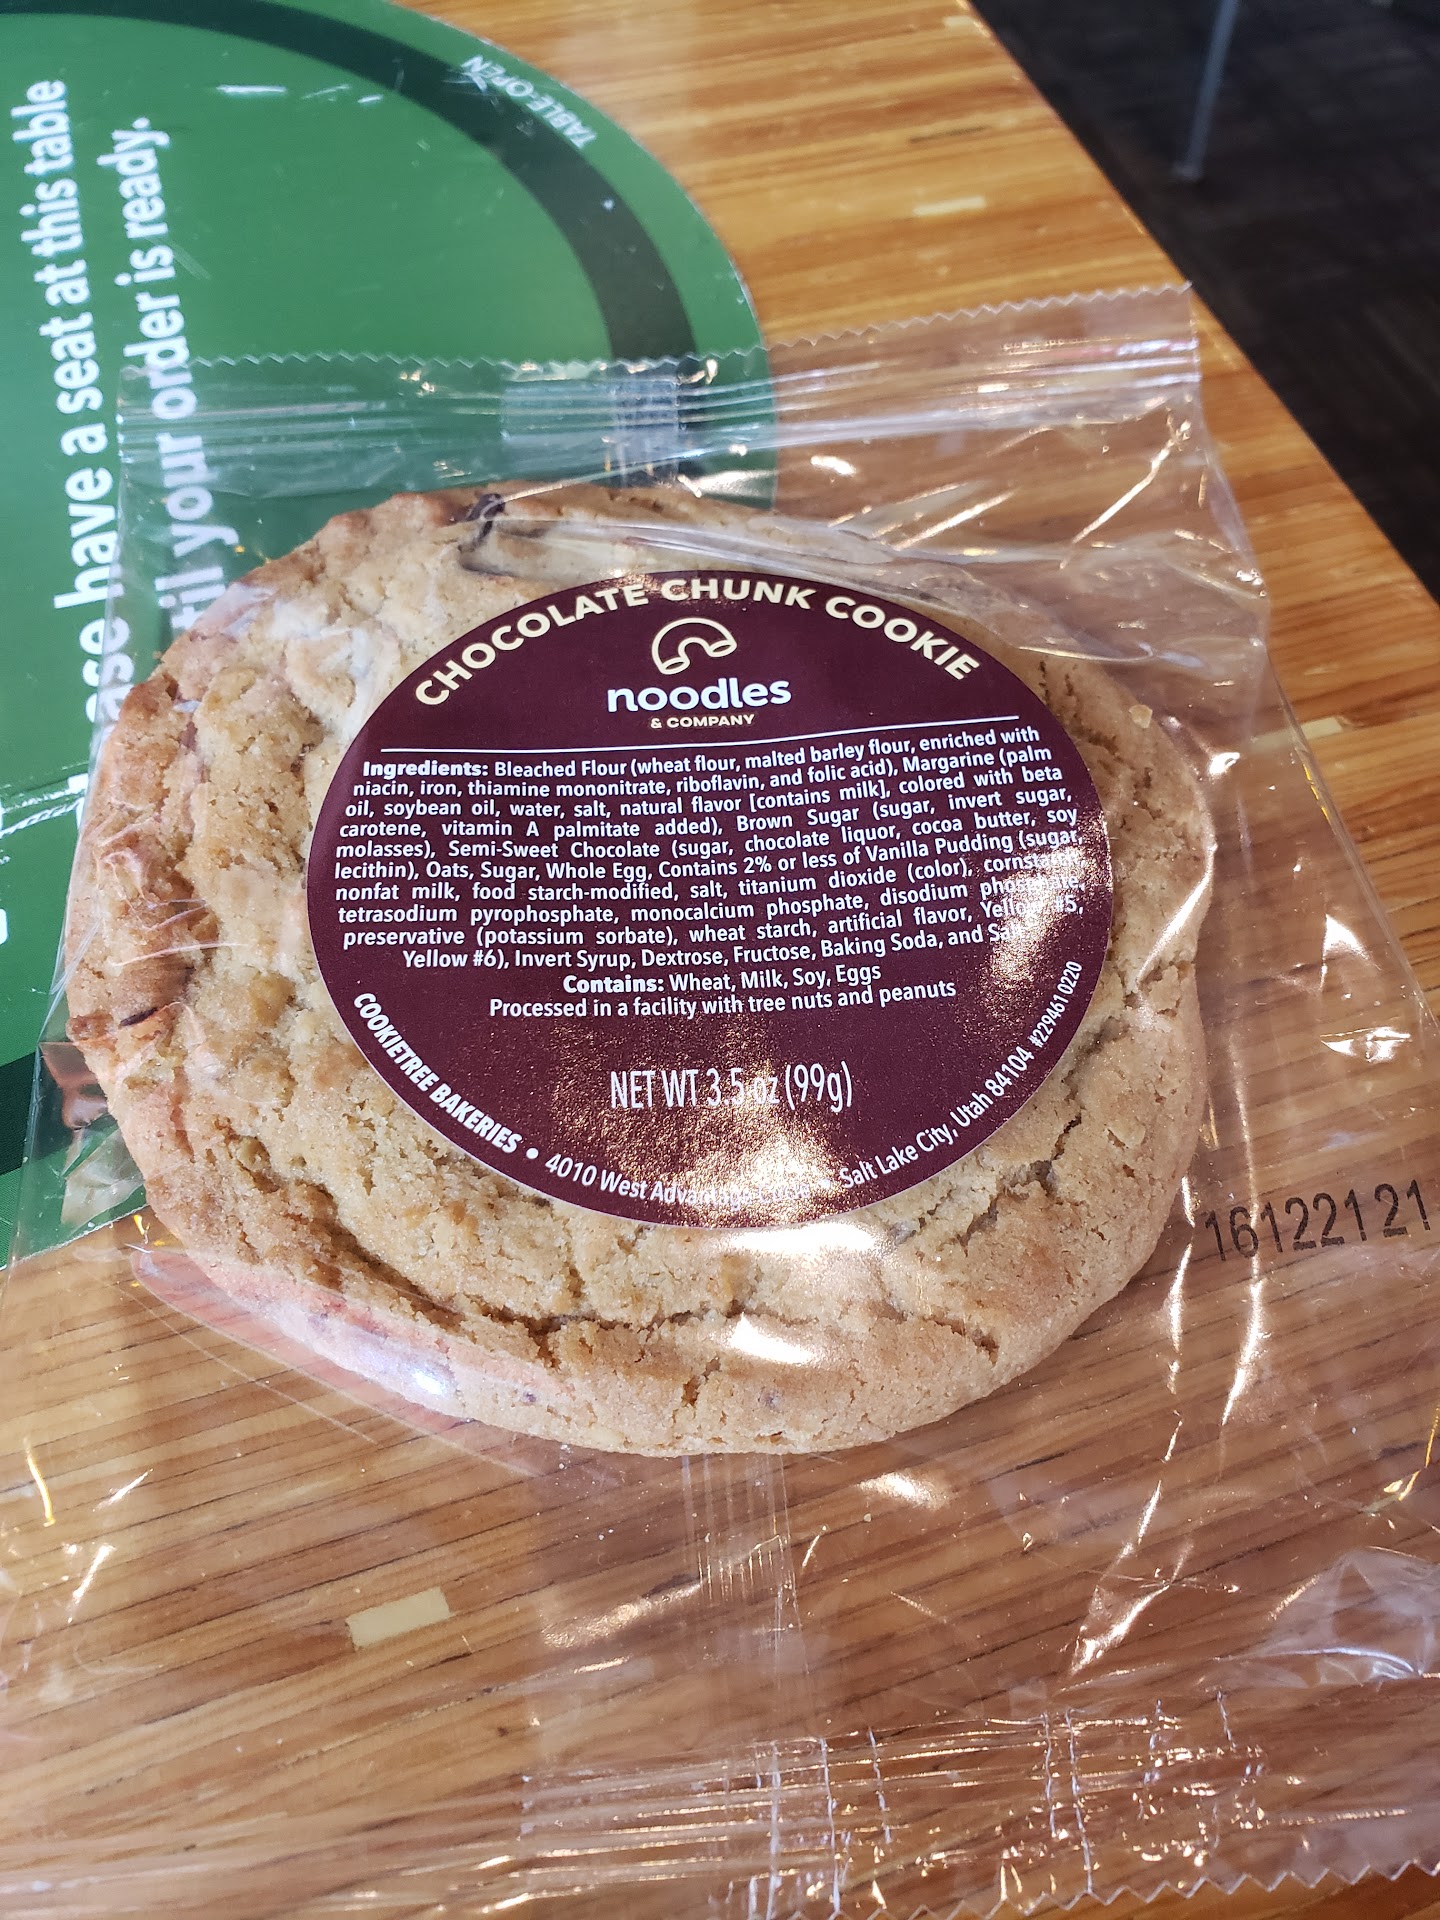 TABLE OPEN
ase have a seat at this table
til your order is ready.
CHOCOLATE CHUNK COOKIE
noodles
& COMPANY
Ingredients: Bleached Flour (wheat flour, malted barley flour, enriched with
niacin, iron, thiamine mononitrate, riboflavin, and folic acid), Margarine (palm
oil, soybean oil, water, salt, natural flavor [contains milk], colored with beta
carotene, vitamin A palmitate added), Brown Sugar (sugar, invert sugar,
molasses), Semi-Sweet Chocolate (sugar, chocolate liquor, cocoa butter, soy
lecithin), Oats, Sugar, Whole Egg, Contains 2% or less of Vanilla Pudding (sugar
nonfat milk, food starch-modified, salt, titanium dioxide (color), cornstarch
tetrasodium pyrophosphate, monocalcium phosphate, disodium phosphate,
preservative (potassium sorbate), wheat starch, artificial flavor, Yellow #5,
Yellow #6), Invert Syrup, Dextrose, Fructose, Baking Soda, and Salt
Contains: Wheat, Milk, Soy, Eggs
Processed in a facility with tree nuts and peanuts
NET WT 3.5 oz (99g)
COOKIETREE BAKERIES • 4010 West Advantage Salt Lake City, Utah 84104 #2294610220
16122121